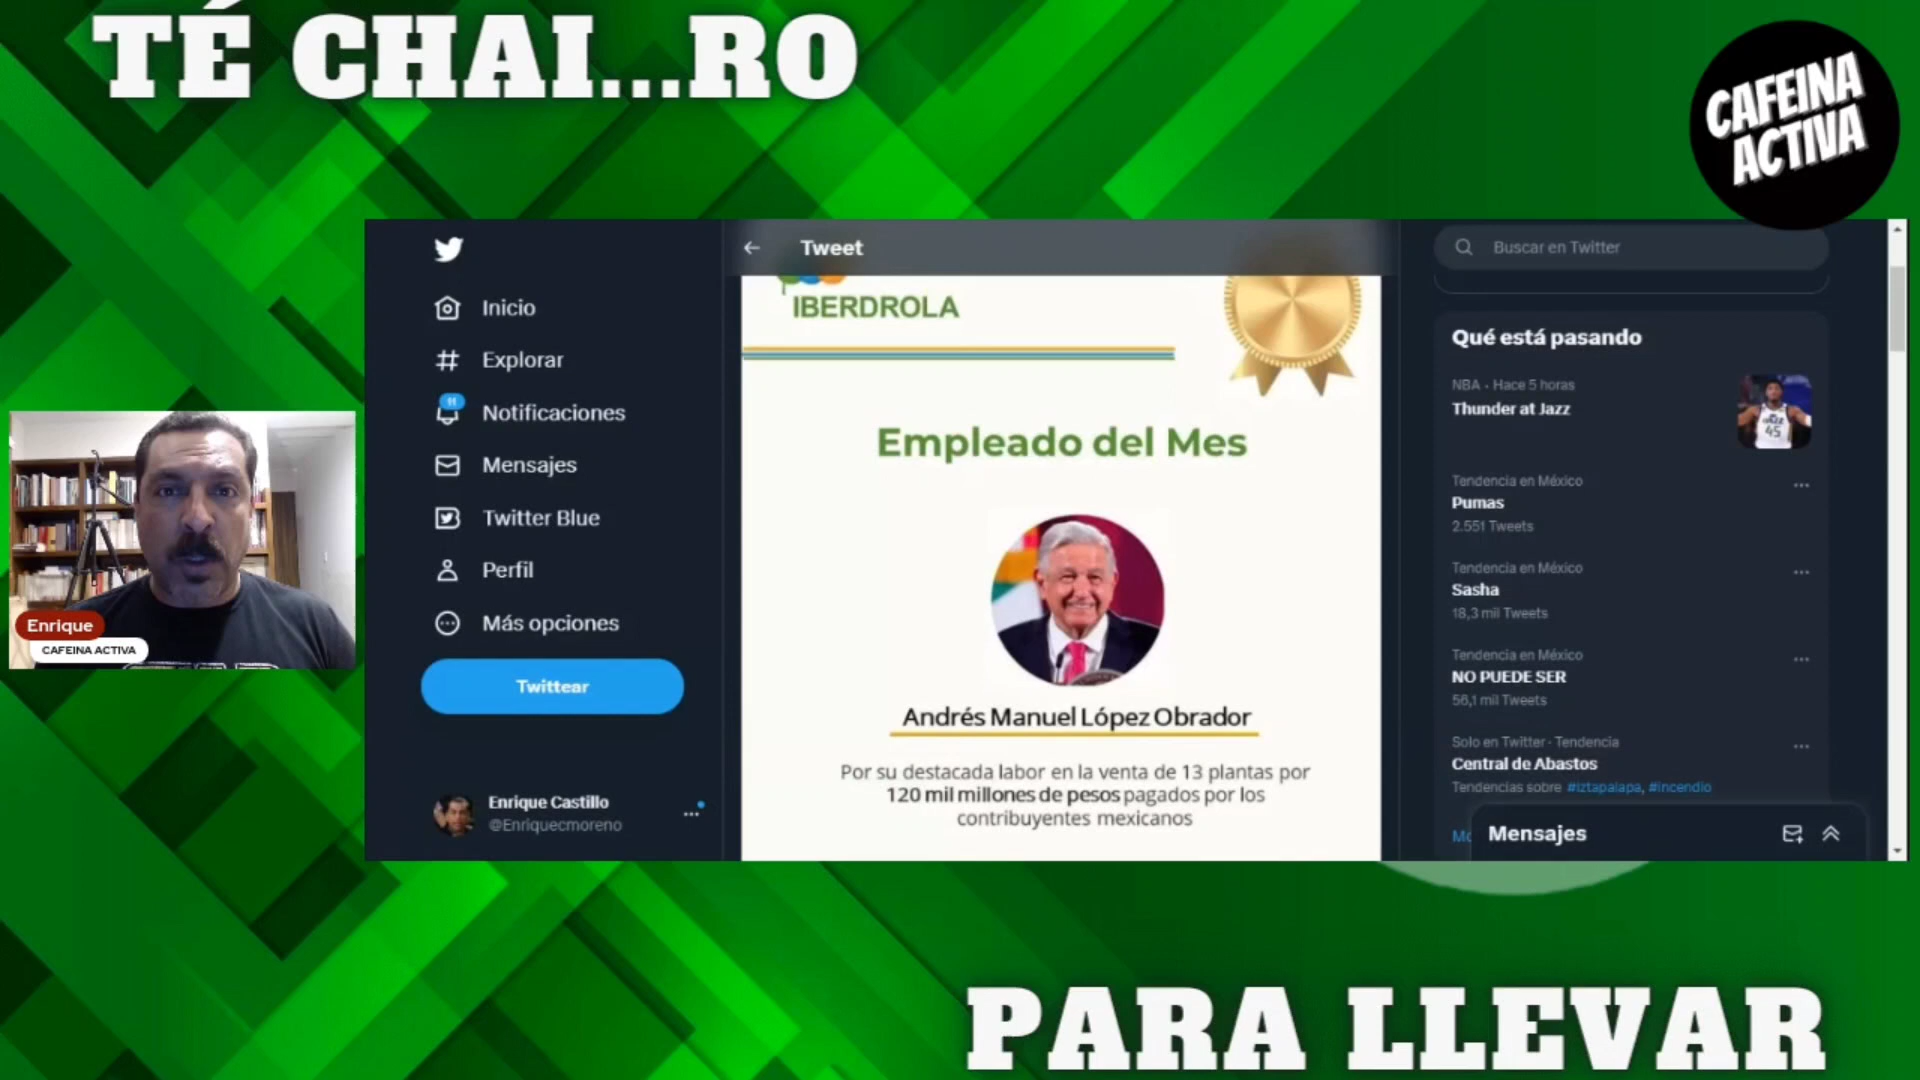 TÉ CHAI...RO
CAFEINA
ACTIVA
Tweet
Buscar en Twitter
IBERDROLA
Inicio
Explorar
11
Notificaciones
Mensajes
Twitter Blue
Perfil
Más opciones
Twittear
Enrique Castillo
@Enriquecmoreno
Enrique
CAFEINA ACTIVA
Empleado del Mes
Andrés Manuel López Obrador
Por su destacada labor en la venta de 13 plantas por
120 mil millones de pesos pagados por los
contribuyentes mexicanos
Qué está pasando
NBA · Hace 5 horas
Thunder at Jazz
45
Tendencia en México
Pumas
2.551 Tweets
Tendencia en México
Sasha
18,3 mil Tweets
Tendencia en México
NO PUEDE SER
56,1 mil Tweets
Solo en Twitter · Tendencia
Central de Abastos
Tendencias sobre #iztapalapa, #incendio
Mensajes
PARA LLEVAR